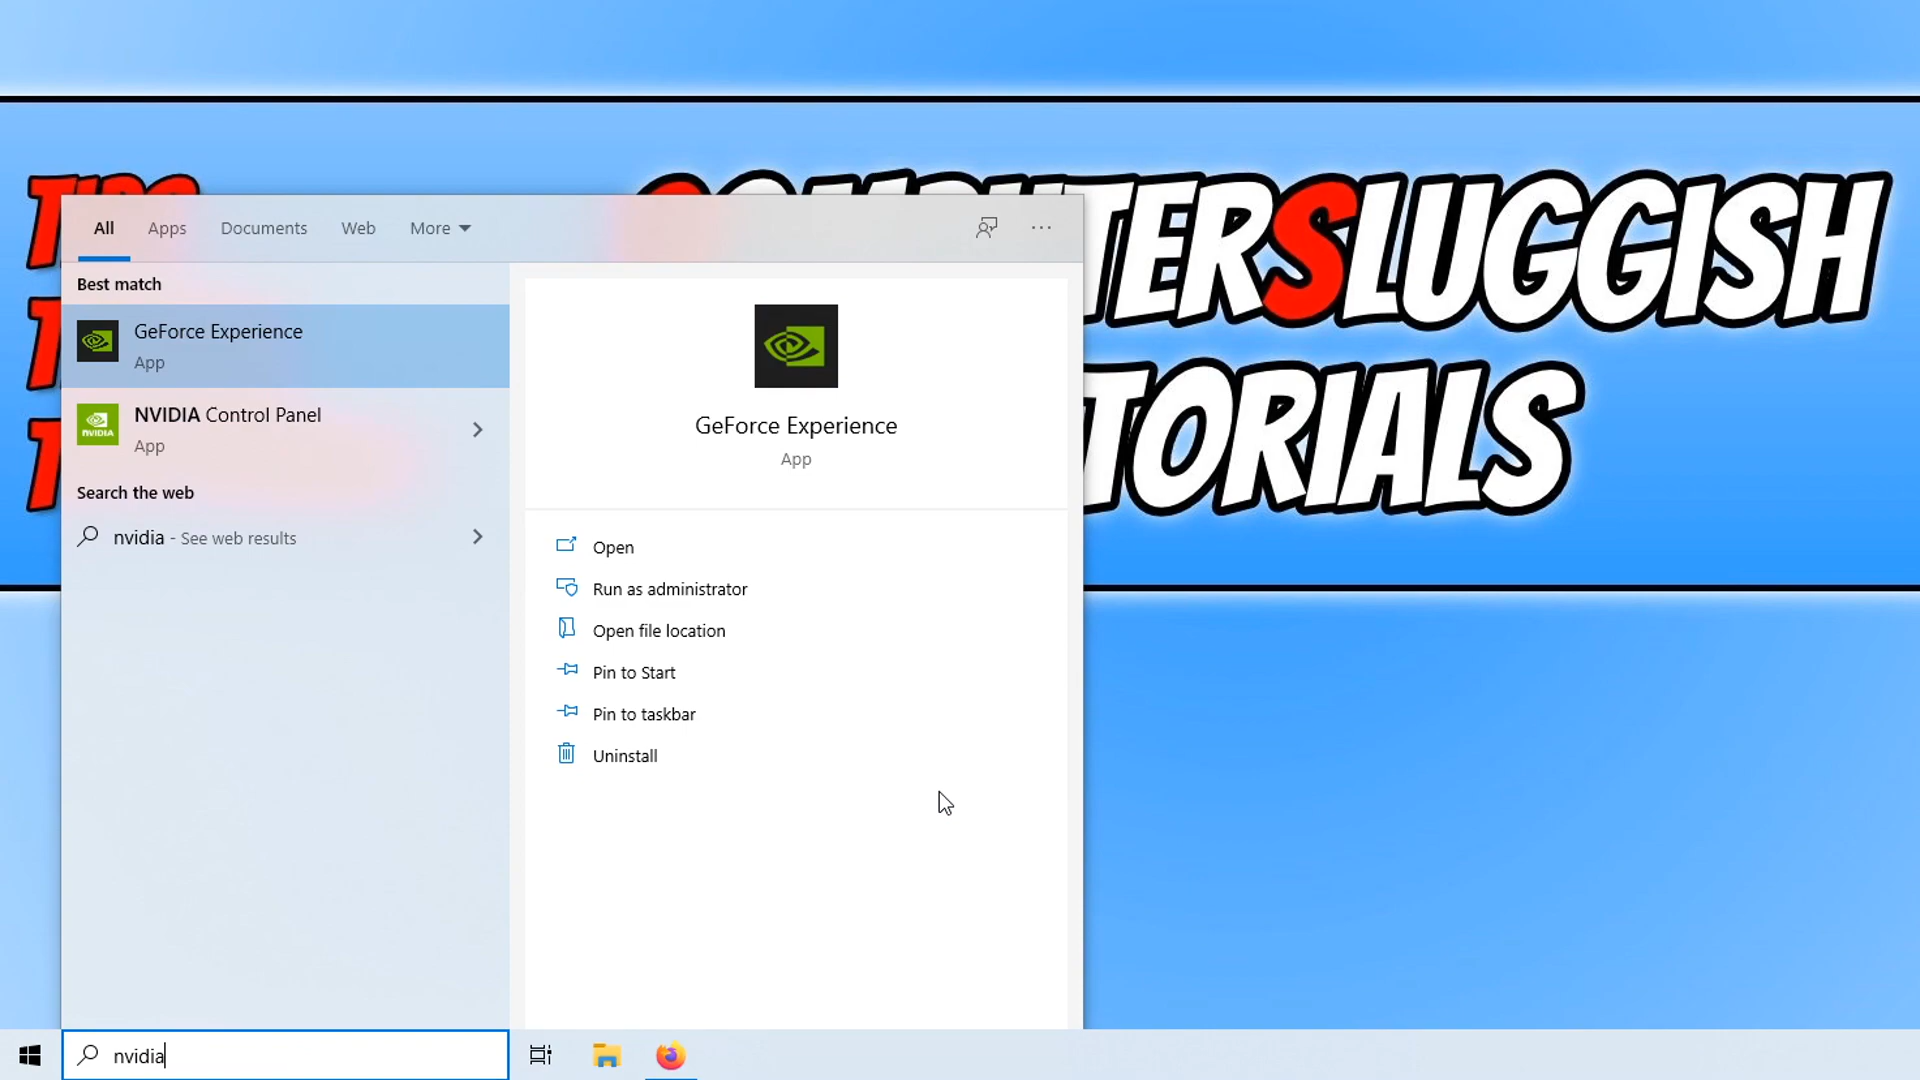 COMPUTERSLUGGISH
All
Apps
Documents
Web
More
Best match
GeForce Experience
App
NVIDIA Control Panel
App
Search the web
nvidia - See web results
GeForce Experience
App
Open
Run as administrator
Open file location
Pin to Start
Pin to taskbar
Uninstall
TORIALS
NVIDIA
nvidia